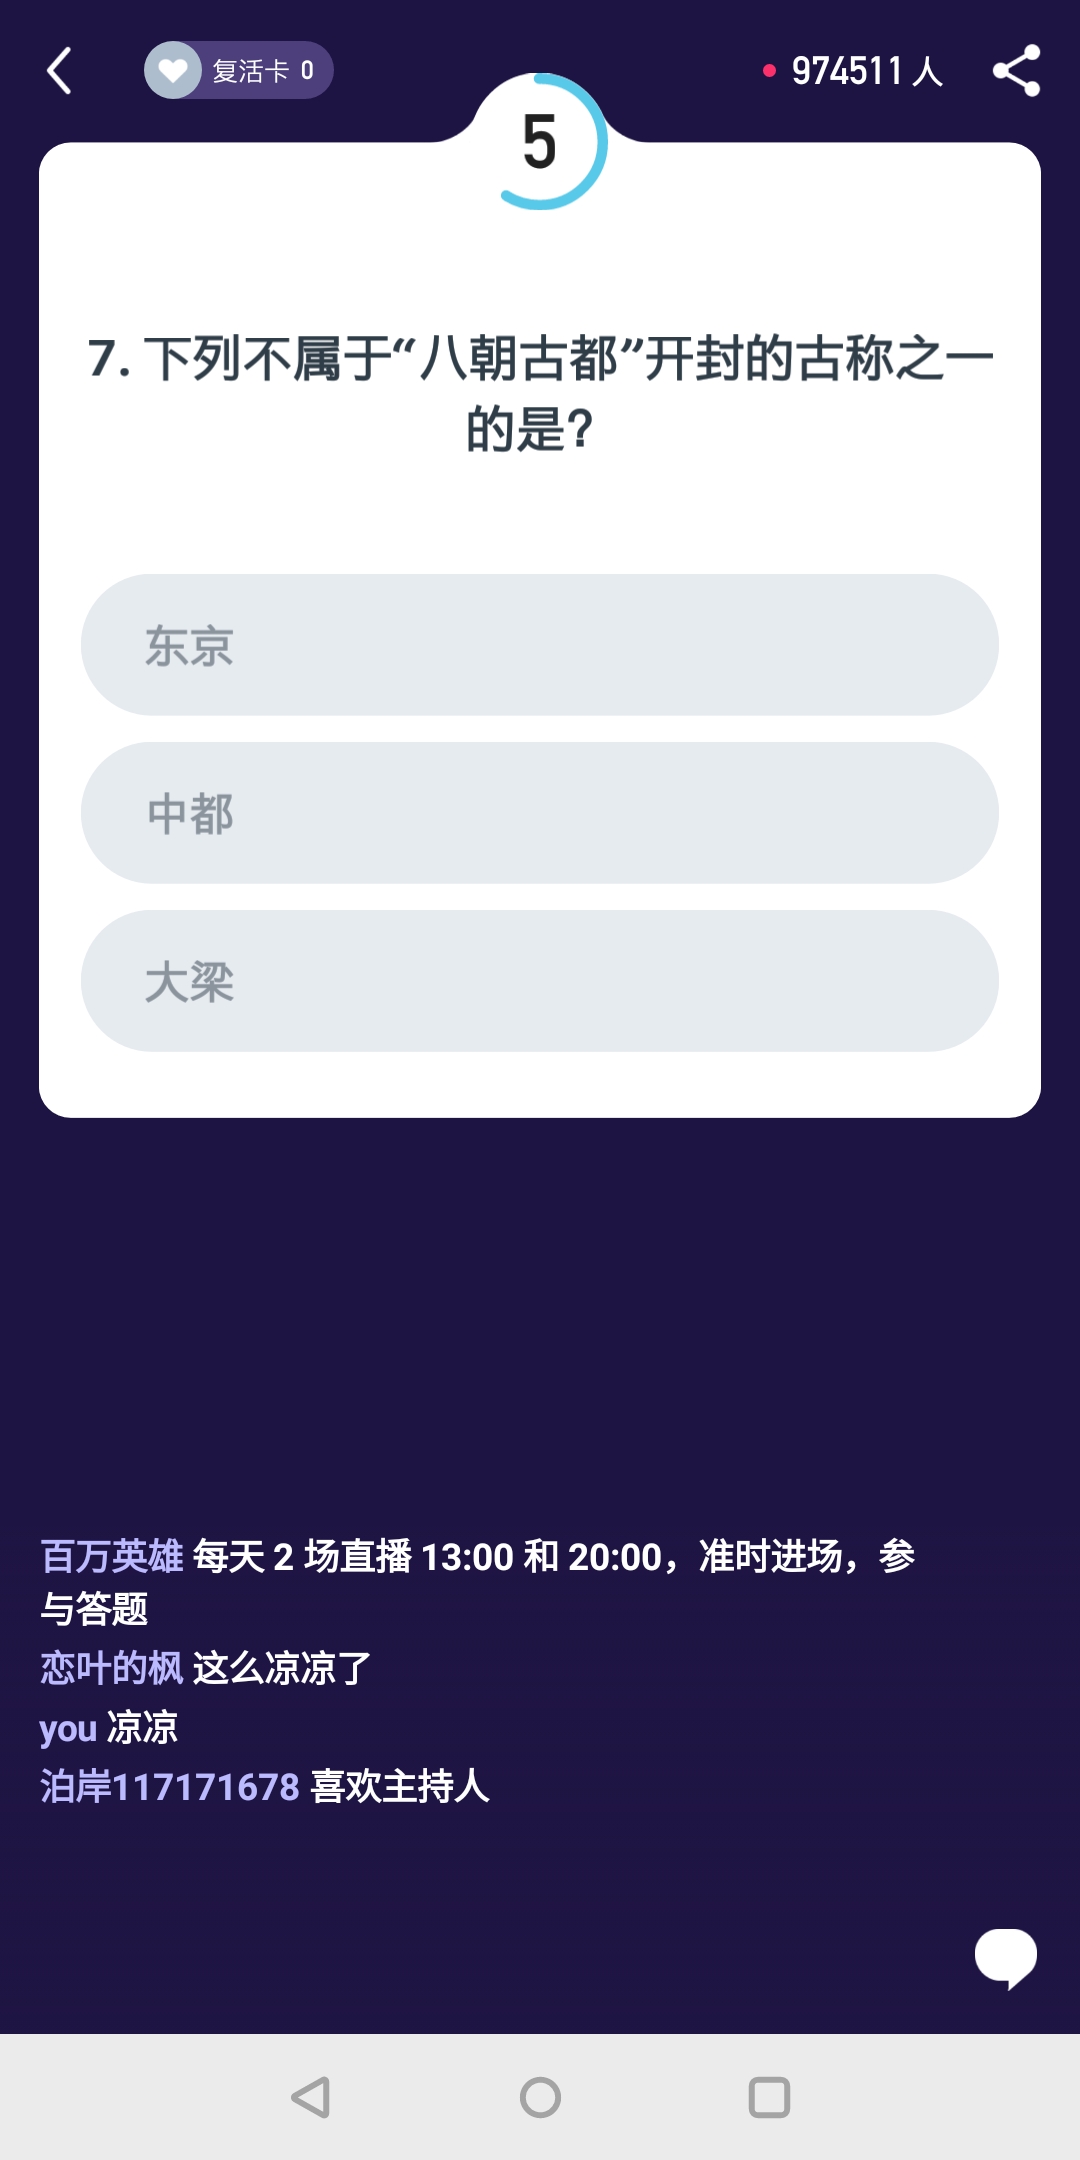 复活卡 0
974511 人
5
7. 下列不属于“八朝古都”开封的古称之一
的是?
东京
中都
大梁
百万英雄 每天 2 场直播 13:00 和 20:00，准时进场，参
与答题
恋叶的枫 这么凉凉了
you 凉凉
泊岸117171678 喜欢主持人